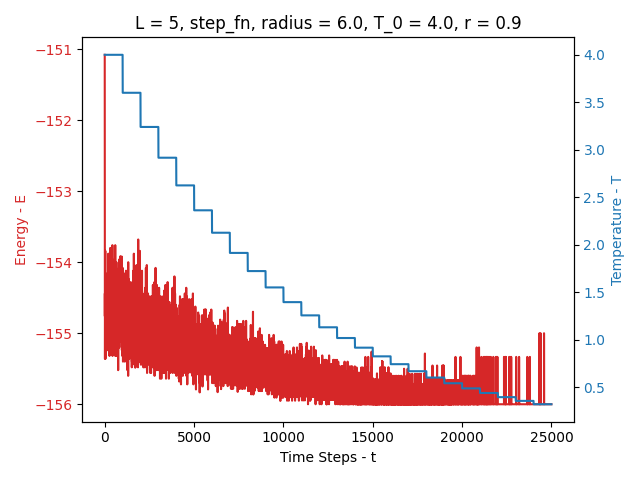 L = 5, step_fn, radius = 6.0, T_0 = 4.0, r = 0.9
Energy - E
−151
−152
−153
−154
−155
−156
4.0
3.5
3.0
2.5
2.0
1.5
1.0
0.5
Temperature - T
0 5000 10000 15000 20000 25000
Time Steps - t